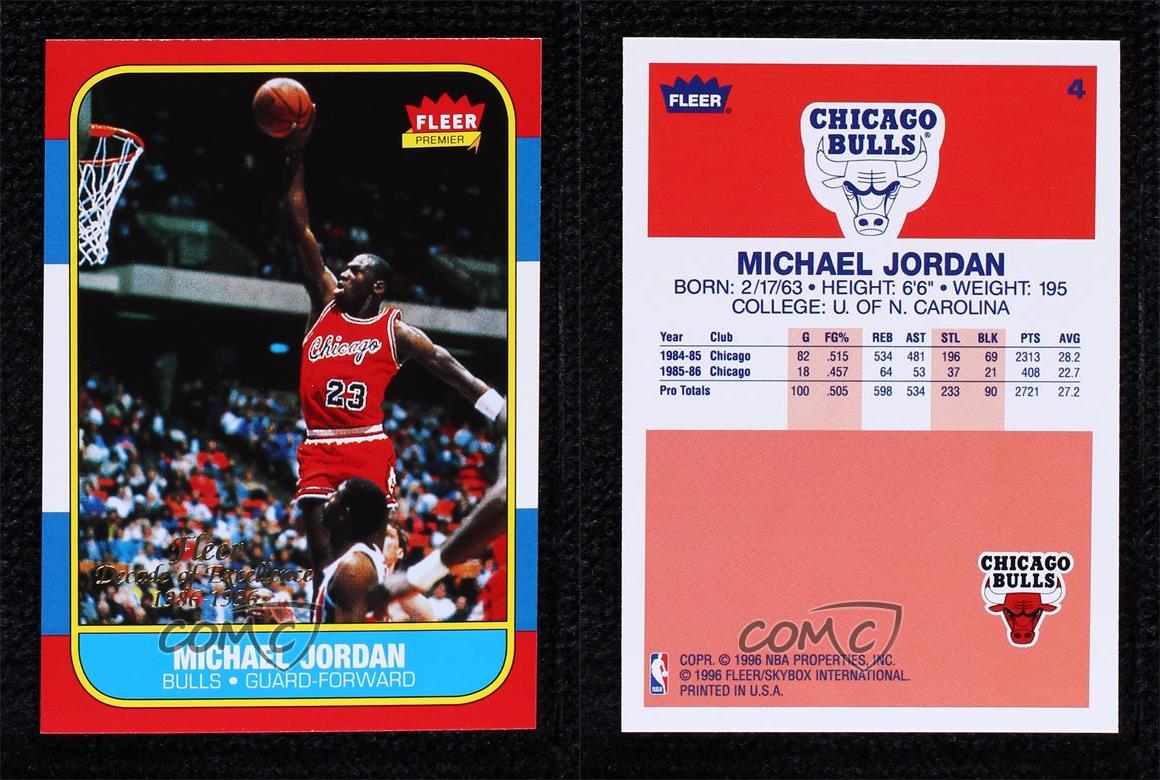 FLEER
PREMIER
Chicago
23
Fleer
Decade of Excellence
1986-1996
COMC
MICHAEL JORDAN
BULLS • GUARD-FORWARD
FLEER®
4
CHICAGO
BULLS®
MICHAEL JORDAN
BORN: 2/17/63 • HEIGHT: 6'6" • WEIGHT: 195
COLLEGE: U. OF N. CAROLINA
Year Club G FG% REB AST STL BLK PTS AVG
1984-85 Chicago 82 .515 534 481 196 69 2313 28.2
1985-86 Chicago 18 .457 64 53 37 21 408 22.7
Pro Totals 100 .505 598 534 233 90 2721 27.2
CHICAGO
BULLS
COMC
NBA
COPR. © 1996 NBA PROPERTIES, INC.
© 1996 FLEER/SKYBOX INTERNATIONAL.
PRINTED IN U.S.A.